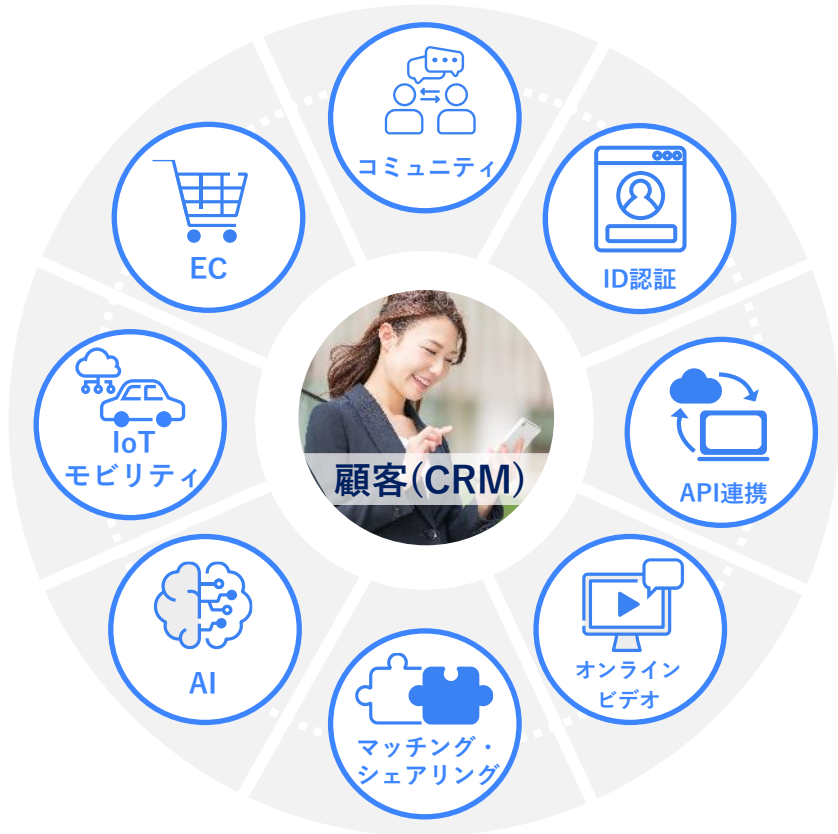 コミュニティ
ID認証
API連携
オンライン
ビデオ
マッチング・
シェアリング
AI
IoT
モビリティ
EC
顧客(CRM)